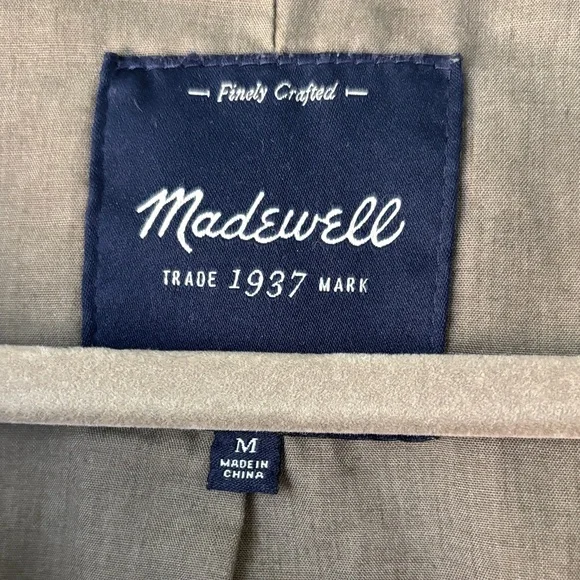 Finely Crafted
Madewell
TRADE 1937 MARK
M
MADE IN
CHINA